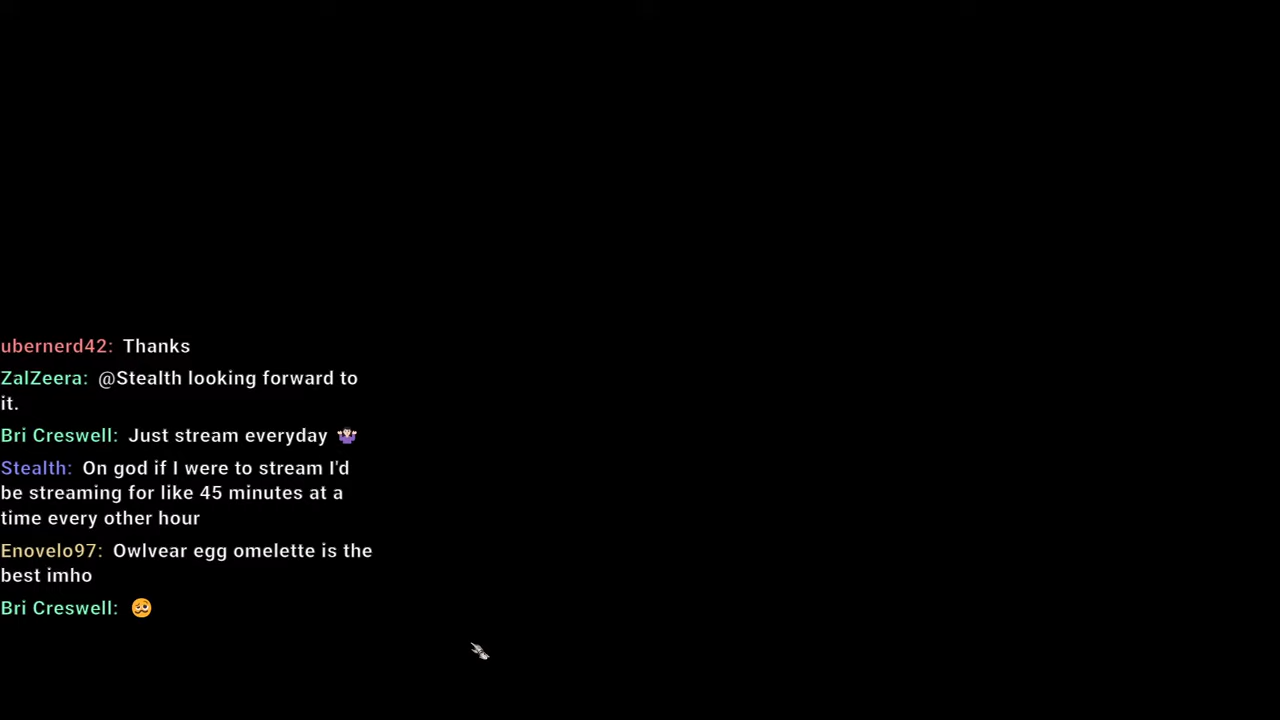 ubernerd42: Thanks
ZalZeera: @Stealth looking forward to
it.
Bri Creswell: Just stream everyday 🤷🏻‍♀️
Stealth: On god if I were to stream I'd
be streaming for like 45 minutes at a
time every other hour
Enovelo97: Owlvear egg omelette is the
best imho
Bri Creswell: 🥺